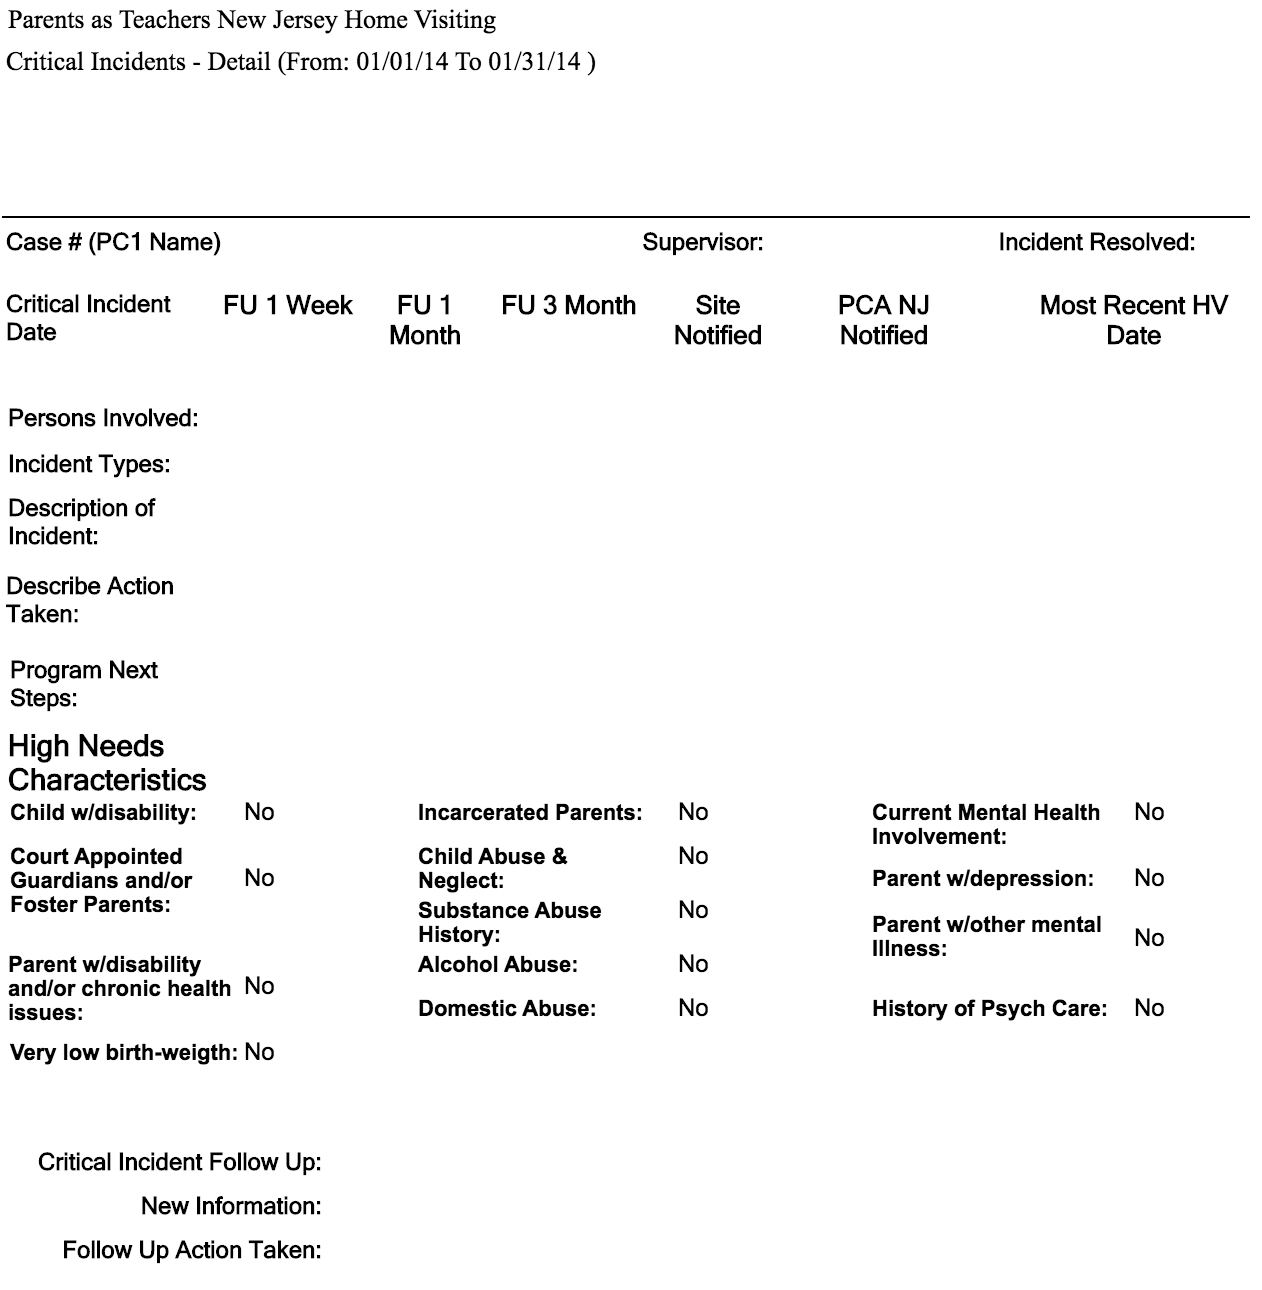 Parents as Teachers New Jersey Home Visiting
Critical Incidents - Detail (From: 01/01/14 To 01/31/14 )
Case # (PC1 Name) Supervisor: Incident Resolved:
Critical Incident FU 1 Week FU 1 FU 3 Month Site PCA NJ Most Recent HV
Date Month Notified Notified Date
Persons Involved:
Incident Types:
Description of
Incident:
Describe Action
Taken:
Program Next
Steps:
High Needs
Characteristics
Child w/disability: No Incarcerated Parents: No Current Mental Health No
Involvement:
Court Appointed Child Abuse & No
Guardians and/or No Neglect: Parent w/depression: No
Foster Parents: Substance Abuse No Parent w/other mental
History: Illness: No
Parent w/disability Alcohol Abuse: No
and/or chronic health No
issues: Domestic Abuse: No History of Psych Care: No
Very low birth-weigth: No
Critical Incident Follow Up:
New Information:
Follow Up Action Taken: